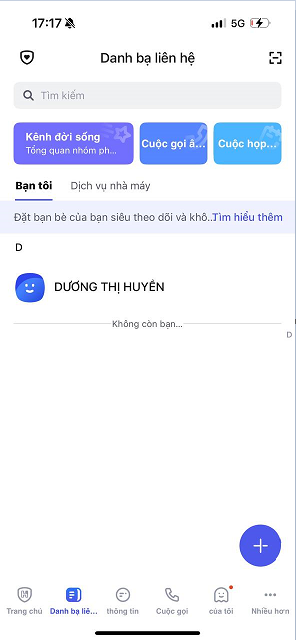 17:17
5G
Danh bạ liên hệ
Tìm kiếm
Kênh đời sống
Tổng quan nhóm ph...
Cuộc gọi â...
Cuộc họp...
Bạn tôi
Dịch vụ nhà máy
Đặt bạn bè của bạn siêu theo dõi và khô...Tìm hiểu thêm
D
DƯƠNG THỊ HUYỀN
Không còn bạn...
D
Trang chủ
Danh bạ liê...
thông tin
Cuộc gọi
của tôi
Nhiều hơn